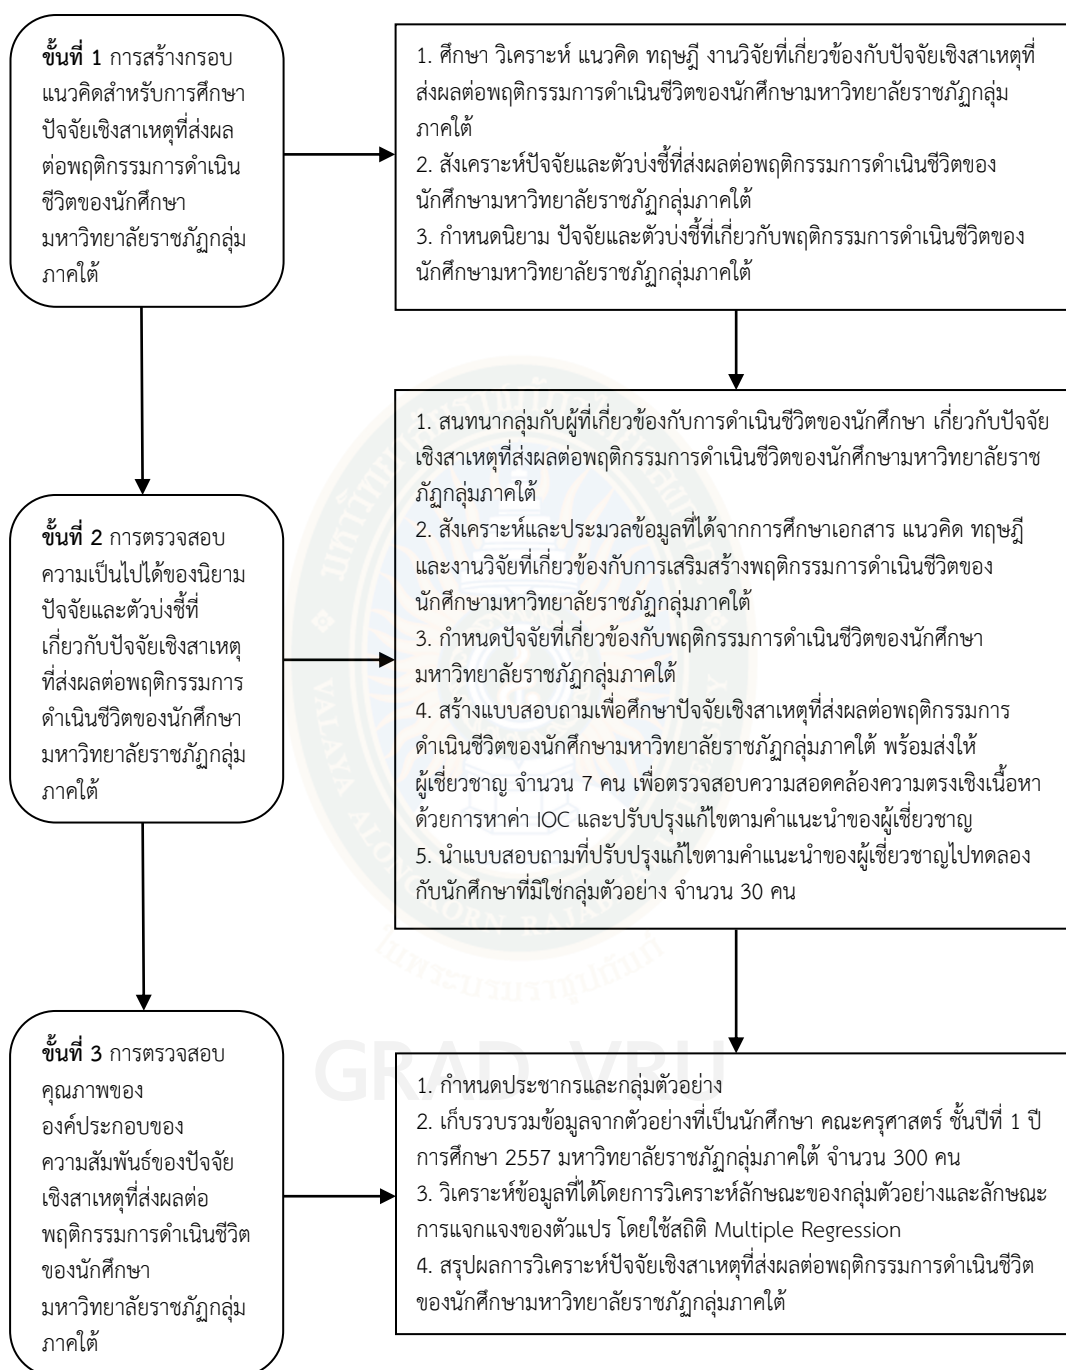 ขั้นที่ 1 การสร้างกรอบ
แนวคิดสำหรับการศึกษา
ปัจจัยเชิงสาเหตุที่ส่งผล
ต่อพฤติกรรมการดำเนิน
ชีวิตของนักศึกษา
มหาวิทยาลัยราชภัฏกลุ่ม
ภาคใต้
1. ศึกษา วิเคราะห์ แนวคิด ทฤษฎี งานวิจัยที่เกี่ยวข้องกับปัจจัยเชิงสาเหตุที่
ส่งผลต่อพฤติกรรมการดำเนินชีวิตของนักศึกษามหาวิทยาลัยราชภัฏกลุ่ม
ภาคใต้
2. สังเคราะห์ปัจจัยและตัวบ่งชี้ที่ส่งผลต่อพฤติกรรมการดำเนินชีวิตของ
นักศึกษามหาวิทยาลัยราชภัฏกลุ่มภาคใต้
3. กำหนดนิยาม ปัจจัยและตัวบ่งชี้ที่เกี่ยวกับพฤติกรรมการดำเนินชีวิตของ
นักศึกษามหาวิทยาลัยราชภัฏกลุ่มภาคใต้
ขั้นที่ 2 การตรวจสอบ
ความเป็นไปได้ของนิยาม
ปัจจัยและตัวบ่งชี้ที่
เกี่ยวกับปัจจัยเชิงสาเหตุ
ที่ส่งผลต่อพฤติกรรมการ
ดำเนินชีวิตของนักศึกษา
มหาวิทยาลัยราชภัฏกลุ่ม
ภาคใต้
1. สนทนากลุ่มกับผู้ที่เกี่ยวข้องกับการดำเนินชีวิตของนักศึกษา เกี่ยวกับปัจจัย
เชิงสาเหตุที่ส่งผลต่อพฤติกรรมการดำเนินชีวิตของนักศึกษามหาวิทยาลัยราช
ภัฏกลุ่มภาคใต้
2. สังเคราะห์และประมวลข้อมูลที่ได้จากการศึกษาเอกสาร แนวคิด ทฤษฎี
และงานวิจัยที่เกี่ยวข้องกับการเสริมสร้างพฤติกรรมการดำเนินชีวิตของ
นักศึกษามหาวิทยาลัยราชภัฏกลุ่มภาคใต้
3. กำหนดปัจจัยที่เกี่ยวข้องกับพฤติกรรมการดำเนินชีวิตของนักศึกษา
มหาวิทยาลัยราชภัฏกลุ่มภาคใต้
4. สร้างแบบสอบถามเพื่อศึกษาปัจจัยเชิงสาเหตุที่ส่งผลต่อพฤติกรรมการ
ดำเนินชีวิตของนักศึกษามหาวิทยาลัยราชภัฏกลุ่มภาคใต้ พร้อมส่งให้
ผู้เชี่ยวชาญ จำนวน 7 คน เพื่อตรวจสอบความสอดคล้องความตรงเชิงเนื้อหา
ด้วยการหาค่า IOC และปรับปรุงแก้ไขตามคำแนะนำของผู้เชี่ยวชาญ
5. นำแบบสอบถามที่ปรับปรุงแก้ไขตามคำแนะนำของผู้เชี่ยวชาญไปทดลอง
กับนักศึกษาที่มิใช่กลุ่มตัวอย่าง จำนวน 30 คน
ในพระบรมราชูปถัมภ์
GRAD VRU
ขั้นที่ 3 การตรวจสอบ
คุณภาพของ
องค์ประกอบของ
ความสัมพันธ์ของปัจจัย
เชิงสาเหตุที่ส่งผลต่อ
พฤติกรรมการดำเนินชีวิต
ของนักศึกษา
มหาวิทยาลัยราชภัฏกลุ่ม
ภาคใต้
1. กำหนดประชากรและกลุ่มตัวอย่าง
2. เก็บรวบรวมข้อมูลจากตัวอย่างที่เป็นนักศึกษา คณะครุศาสตร์ ชั้นปีที่ 1 ปี
การศึกษา 2557 มหาวิทยาลัยราชภัฏกลุ่มภาคใต้ จำนวน 300 คน
3. วิเคราะห์ข้อมูลที่ได้โดยการวิเคราะห์ลักษณะของกลุ่มตัวอย่างและลักษณะ
การแจกแจงของตัวแปร โดยใช้สถิติ Multiple Regression
4. สรุปผลการวิเคราะห์ปัจจัยเชิงสาเหตุที่ส่งผลต่อพฤติกรรมการดำเนินชีวิต
ของนักศึกษามหาวิทยาลัยราชภัฏกลุ่มภาคใต้